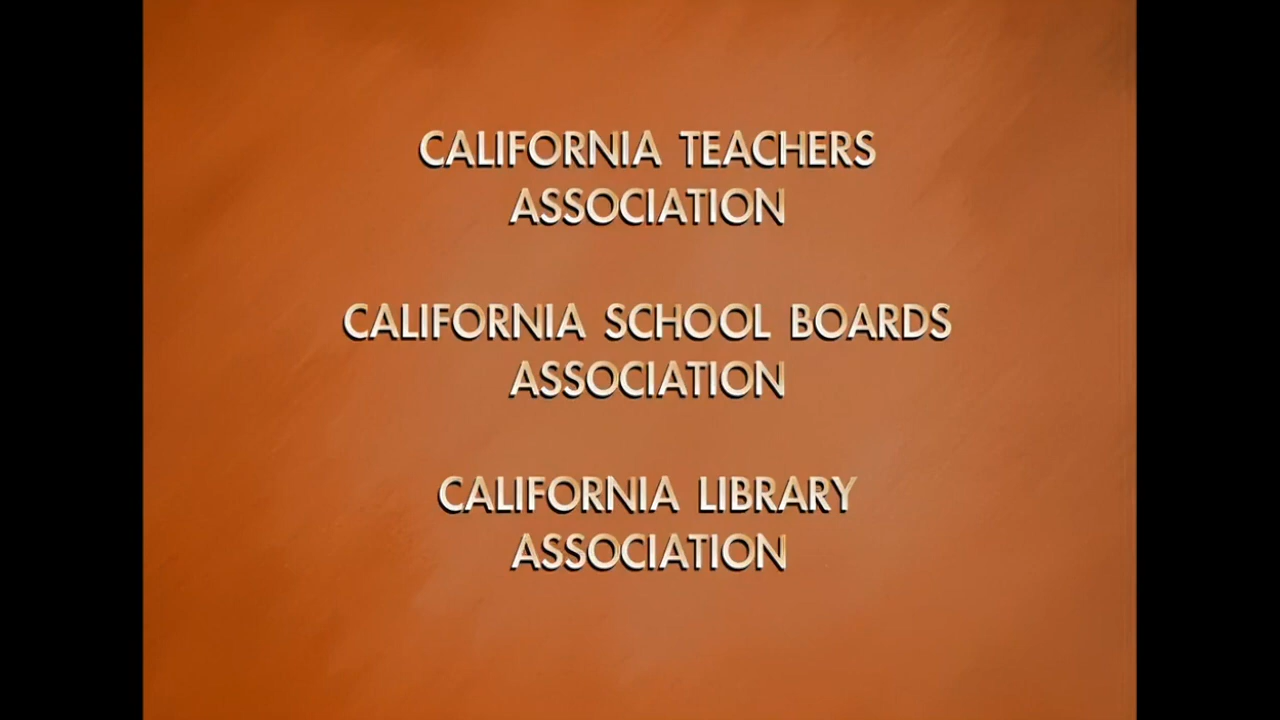 CALIFORNIA TEACHERS
ASSOCIATION
CALIFORNIA SCHOOL BOARDS
ASSOCIATION
CALIFORNIA LIBRARY
ASSOCIATION